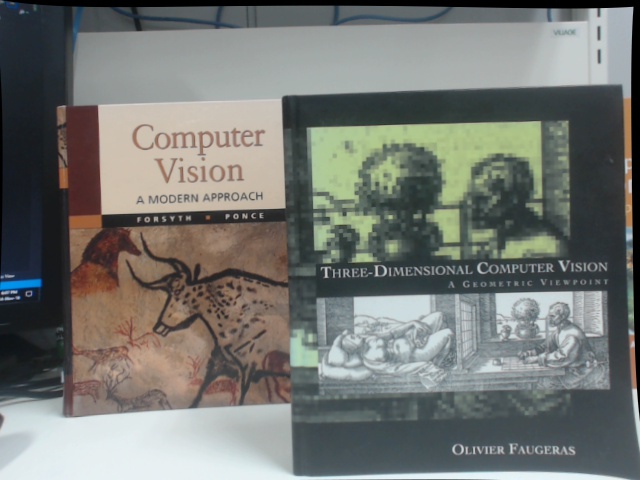 Computer
Vision
A MODERN APPROACH
FORSYTH PONCE
THREE-DIMENSIONAL COMPUTER VISION
A GEOMETRIC VIEWPOINT
OLIVIER FAUGERAS